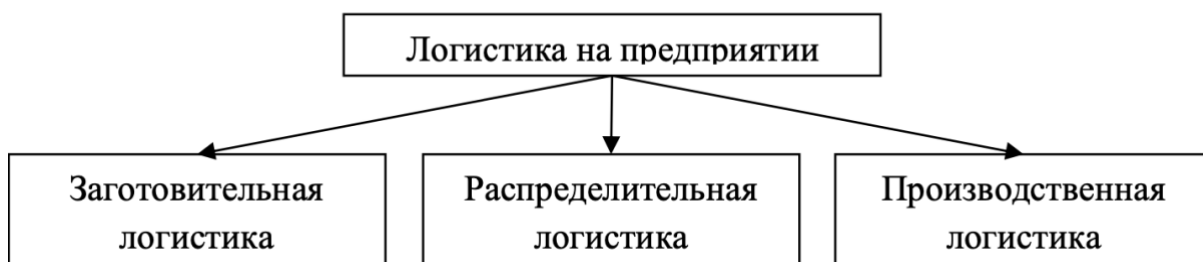 Логистика на предприятии
Заготовительная
логистика
Распределительная
логистика
Производственная
логистика